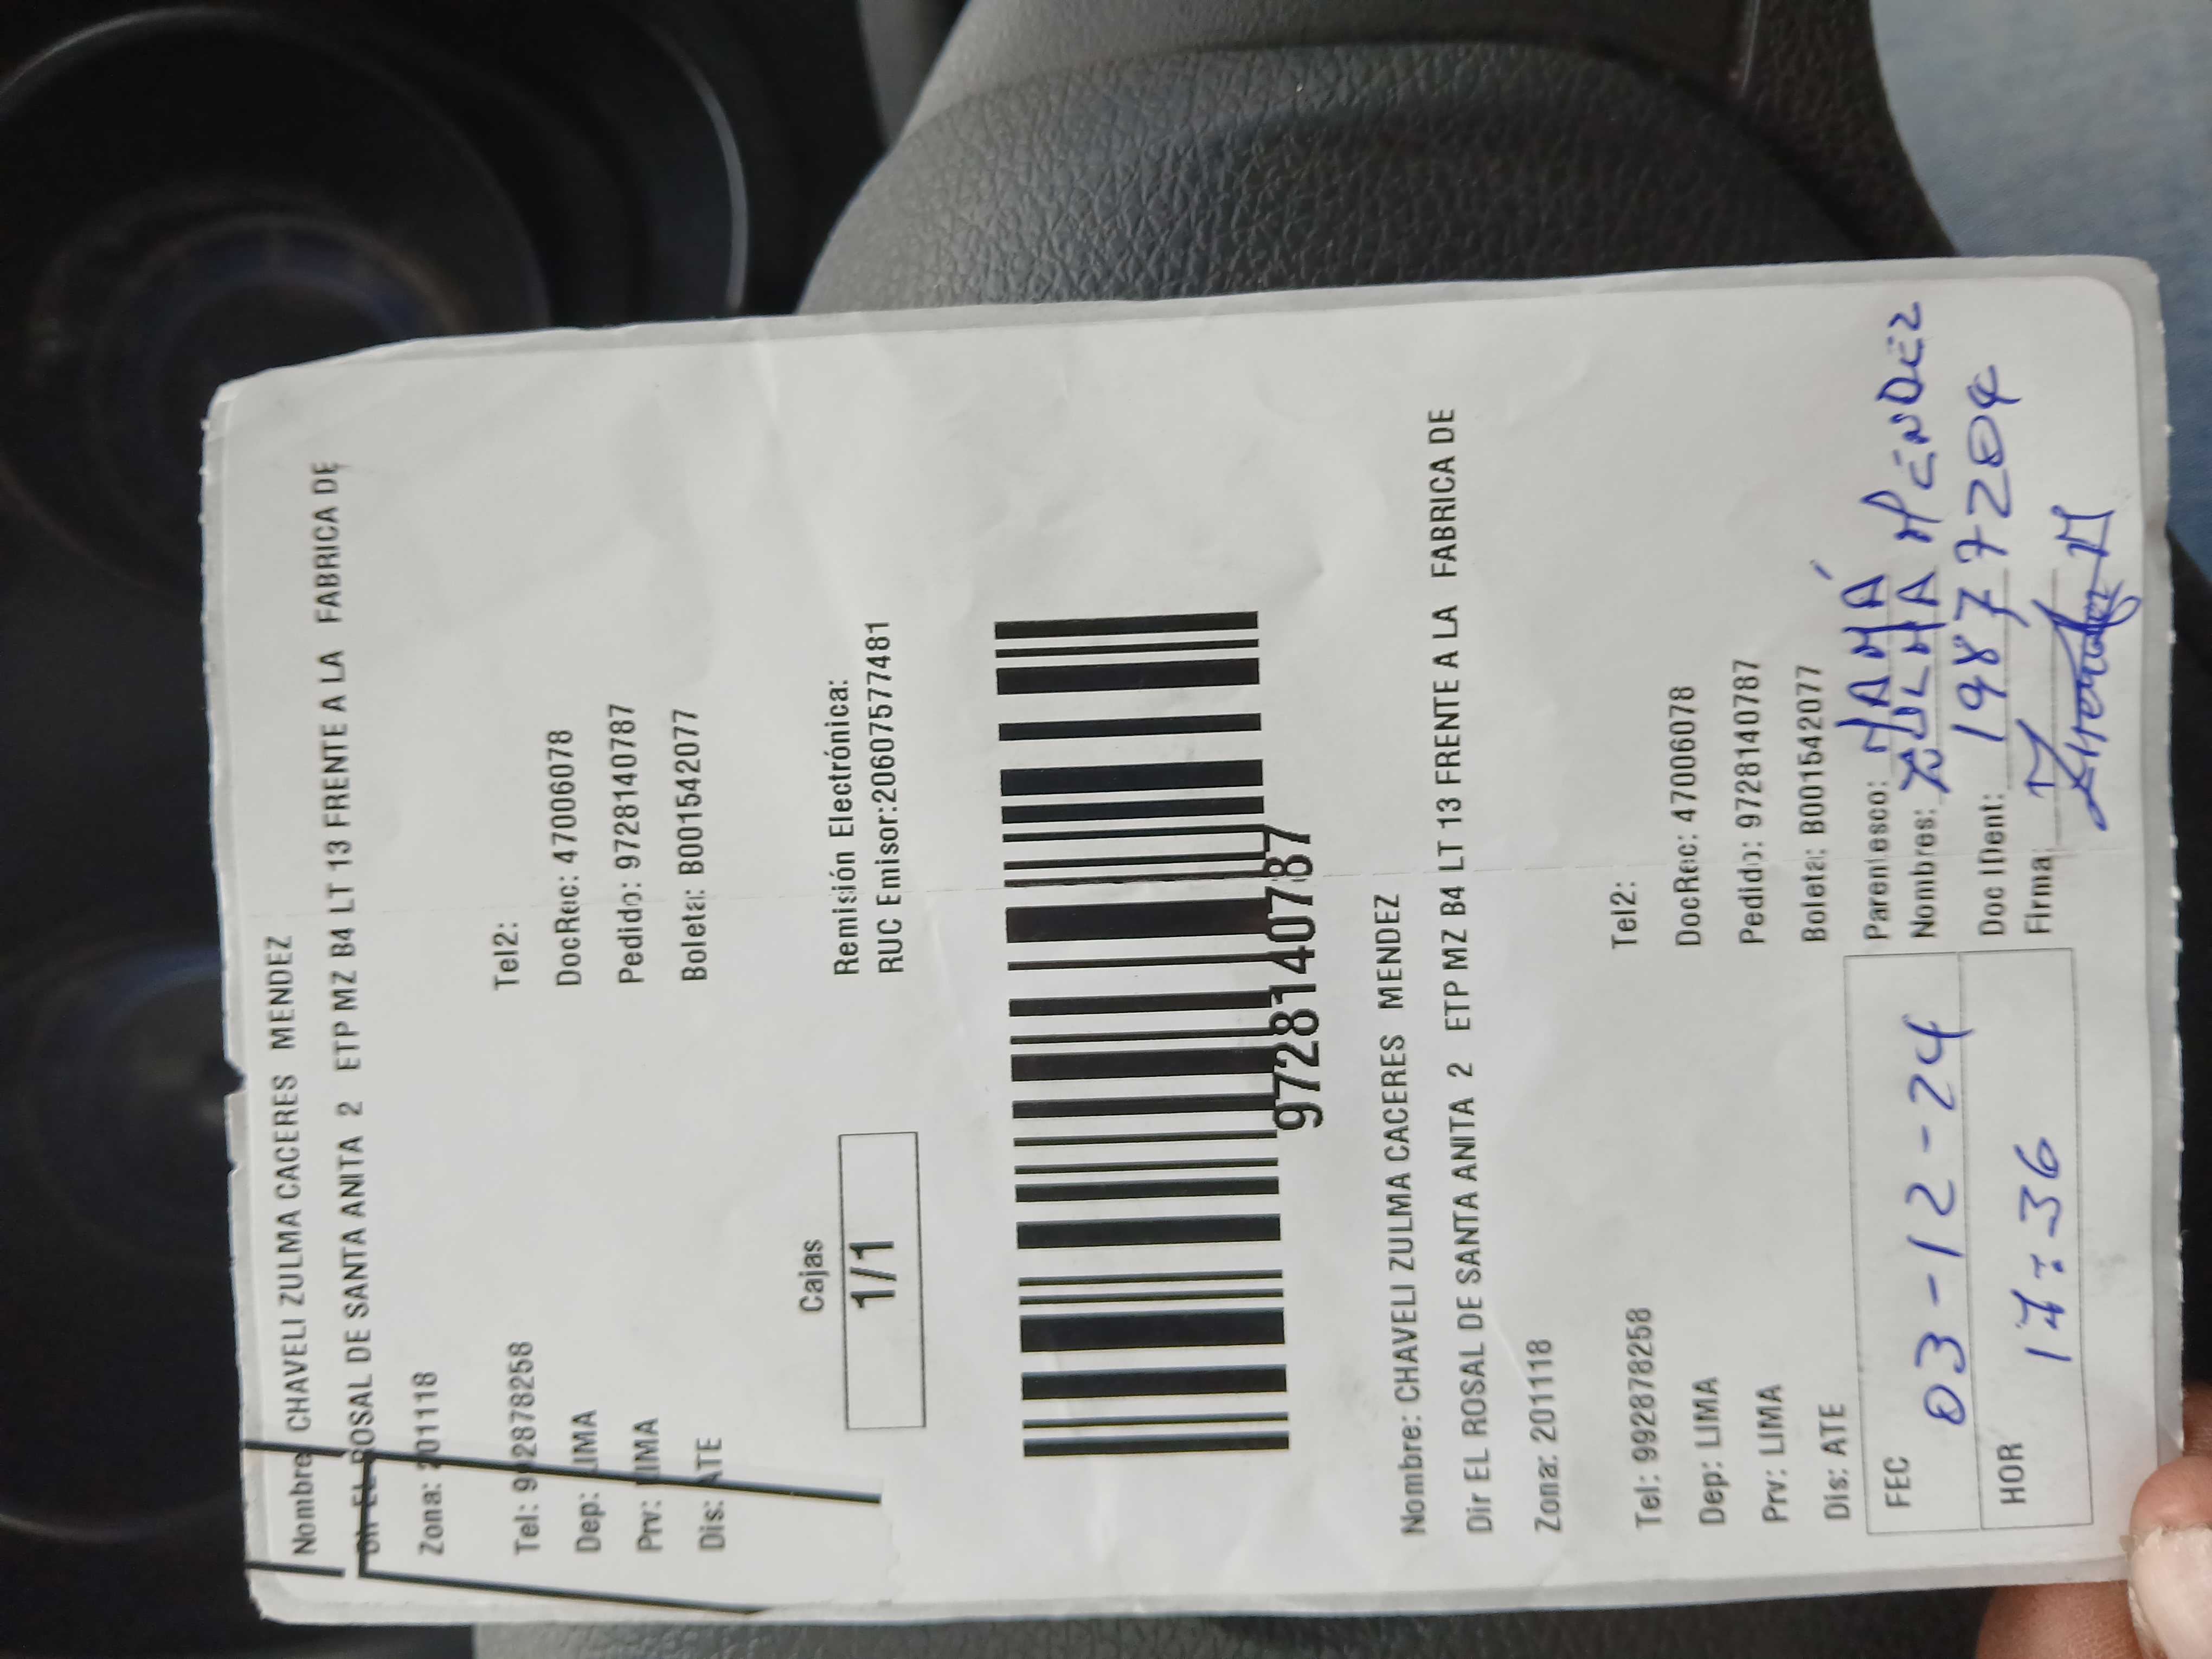 Nombre CHAVELI ZULMA CACERES MENDEZ
Dir EL ROSAL DE SANTA ANITA 2 ETP MZ B4 LT 13 FRENTE A LA FABRICA DE
Zona: 201118
Tel: 992878258 Tel2:
Dep: LIMA DocRec: 47006078
Prv: LIMA Pedido: 97281407​87
Dis: ATE Boleta: B001542077
Cajas
1/1
Remisión Electrónica:
RUC Emisor:20607577481
9728140787
Nombre: CHAVELI ZULMA CACERES MENDEZ
Dir EL ROSAL DE SANTA ANITA 2 ETP MZ B4 LT 13 FRENTE A LA FABRICA DE
Zona: 201118
Tel: 992878258 Tel2:
Dep: LIMA DocRec: 47006078
Prv: LIMA Pedido: 9728140787
Dis: ATE Boleta: B001542077
FEC 03-12-24
HOR 17:36
Parentesco: MAMÁ
Nombres: ZULMA MÉNDEZ
Doc IDent: 19877204
Firma: